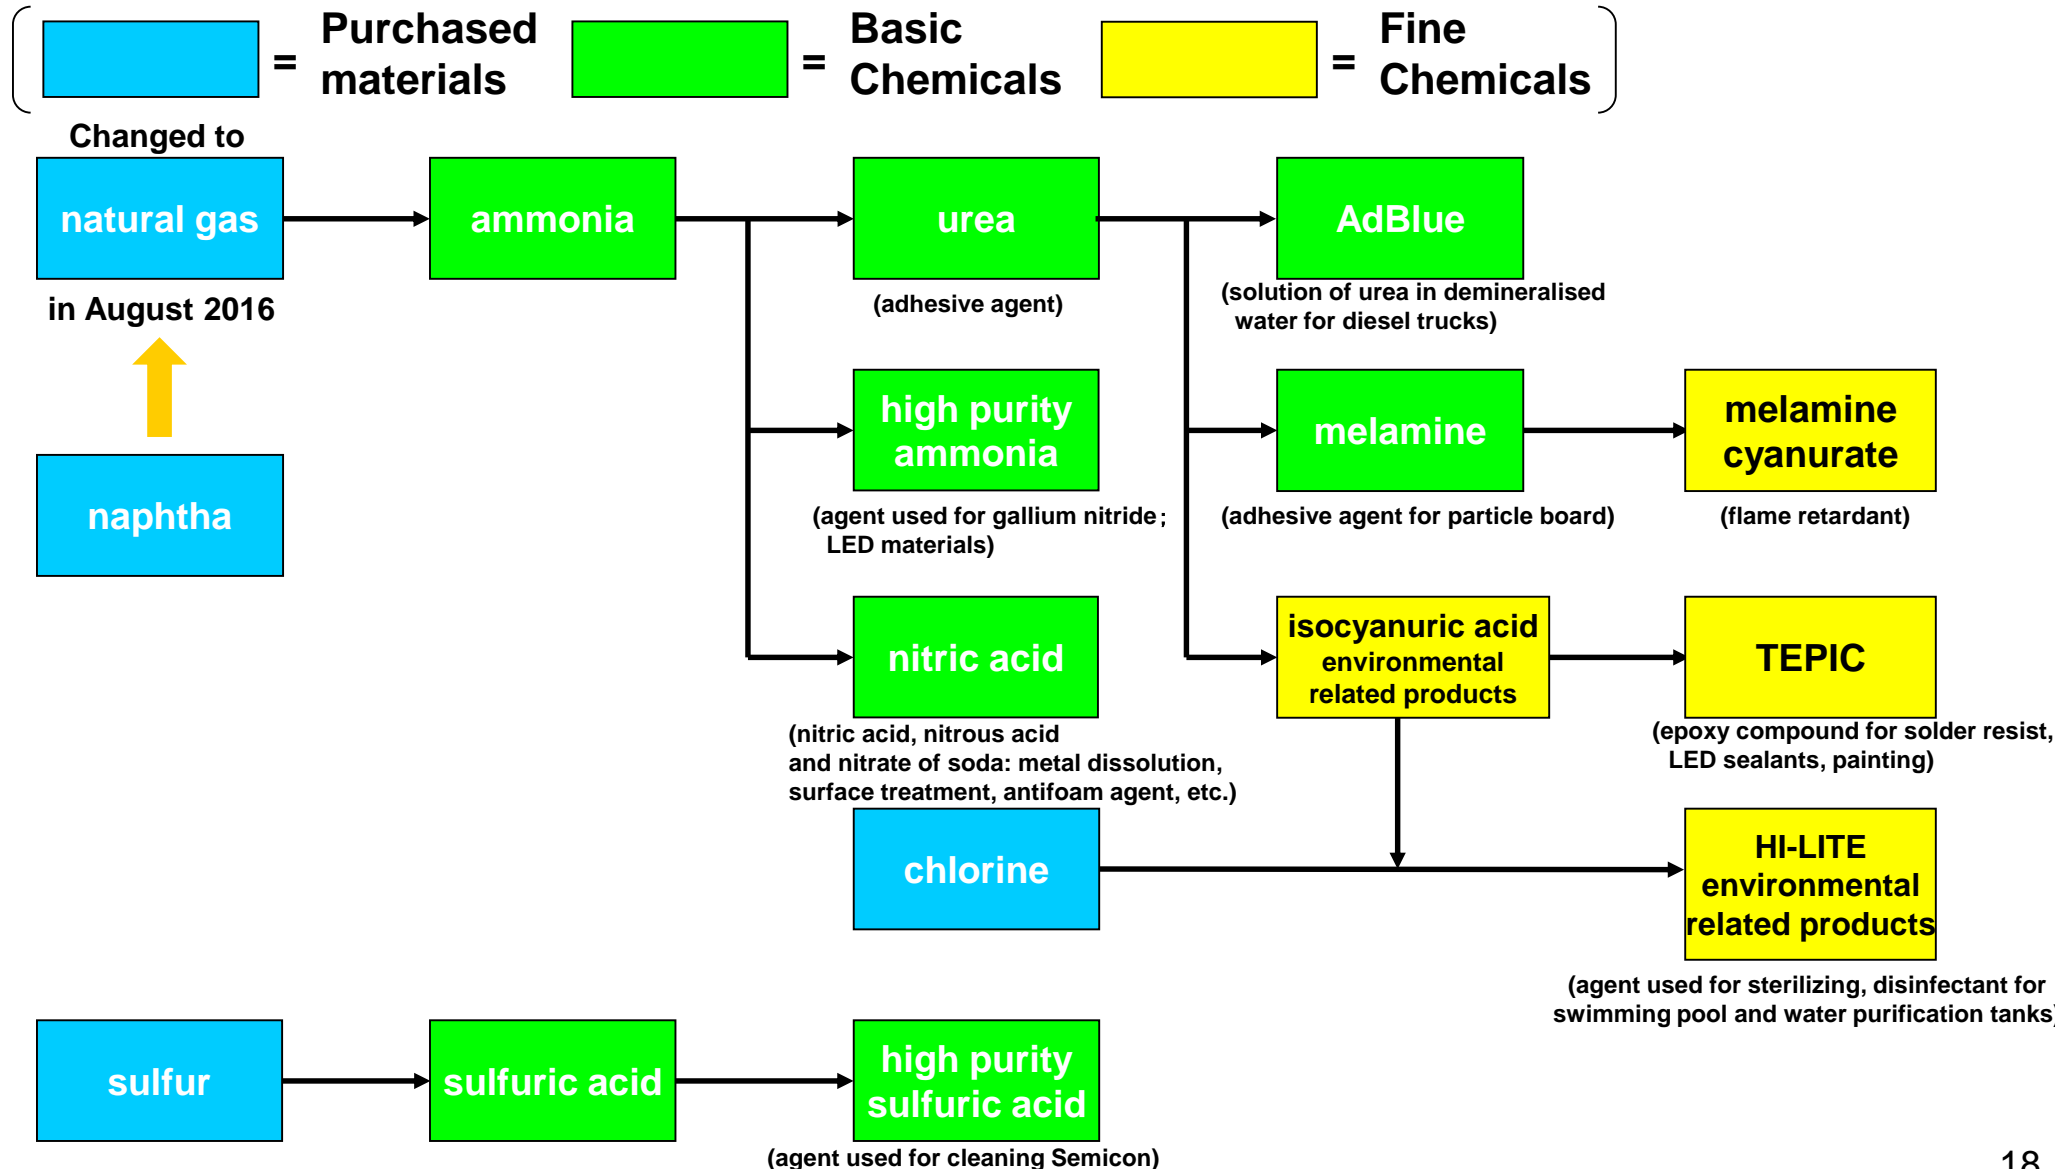 = Purchased
materials
= Basic
Chemicals
= Fine
Chemicals
Changed to
natural gas
in August 2016
naphtha
ammonia
urea
(adhesive agent)
AdBlue
(solution of urea in demineralised
water for diesel trucks)
high purity
ammonia
(agent used for gallium nitride;
LED materials)
melamine
(adhesive agent for particle board)
melamine
cyanurate
(flame retardant)
nitric acid
(nitric acid, nitrous acid
and nitrate of soda: metal dissolution,
surface treatment, antifoam agent, etc.)
isocyanuric acid
environmental
related products
TEPIC
(epoxy compound for solder resist,
LED sealants, painting)
chlorine
HI-LITE
environmental
related products
(agent used for sterilizing, disinfectant for
swimming pool and water purification tanks)
sulfur
sulfuric acid
high purity
sulfuric acid
(agent used for cleaning Semicon)
18